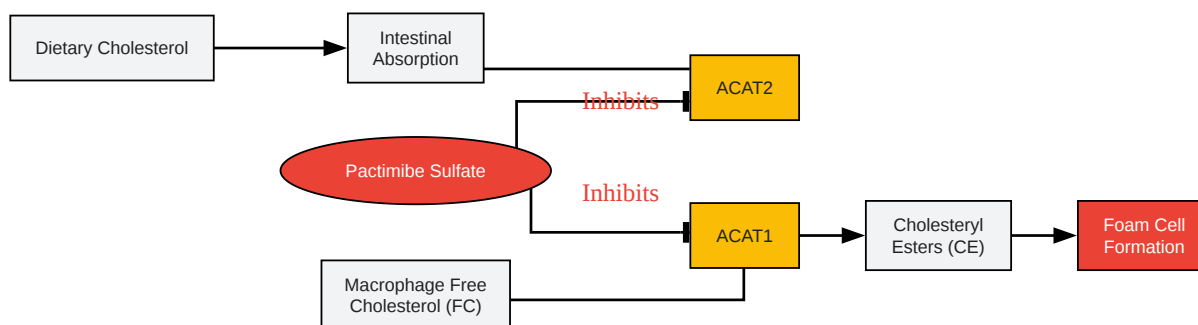 Dietary Cholesterol
Intestinal
Absorption
ACAT2
Inhibits
Pactimibe Sulfate
Inhibits
ACAT1
Cholesteryl
Esters (CE)
Foam Cell
Formation
Macrophage Free
Cholesterol (FC)